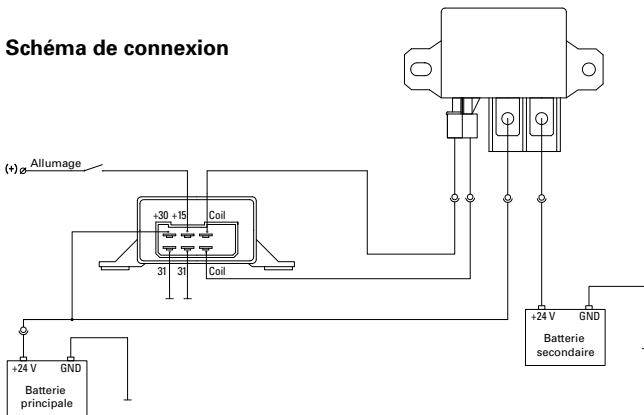 Schéma de connexion
(+) Allumage
+30 +15 Coil
31 31 Coil
+24 V GND
Batterie
secondaire
+24 V GND
Batterie
principale